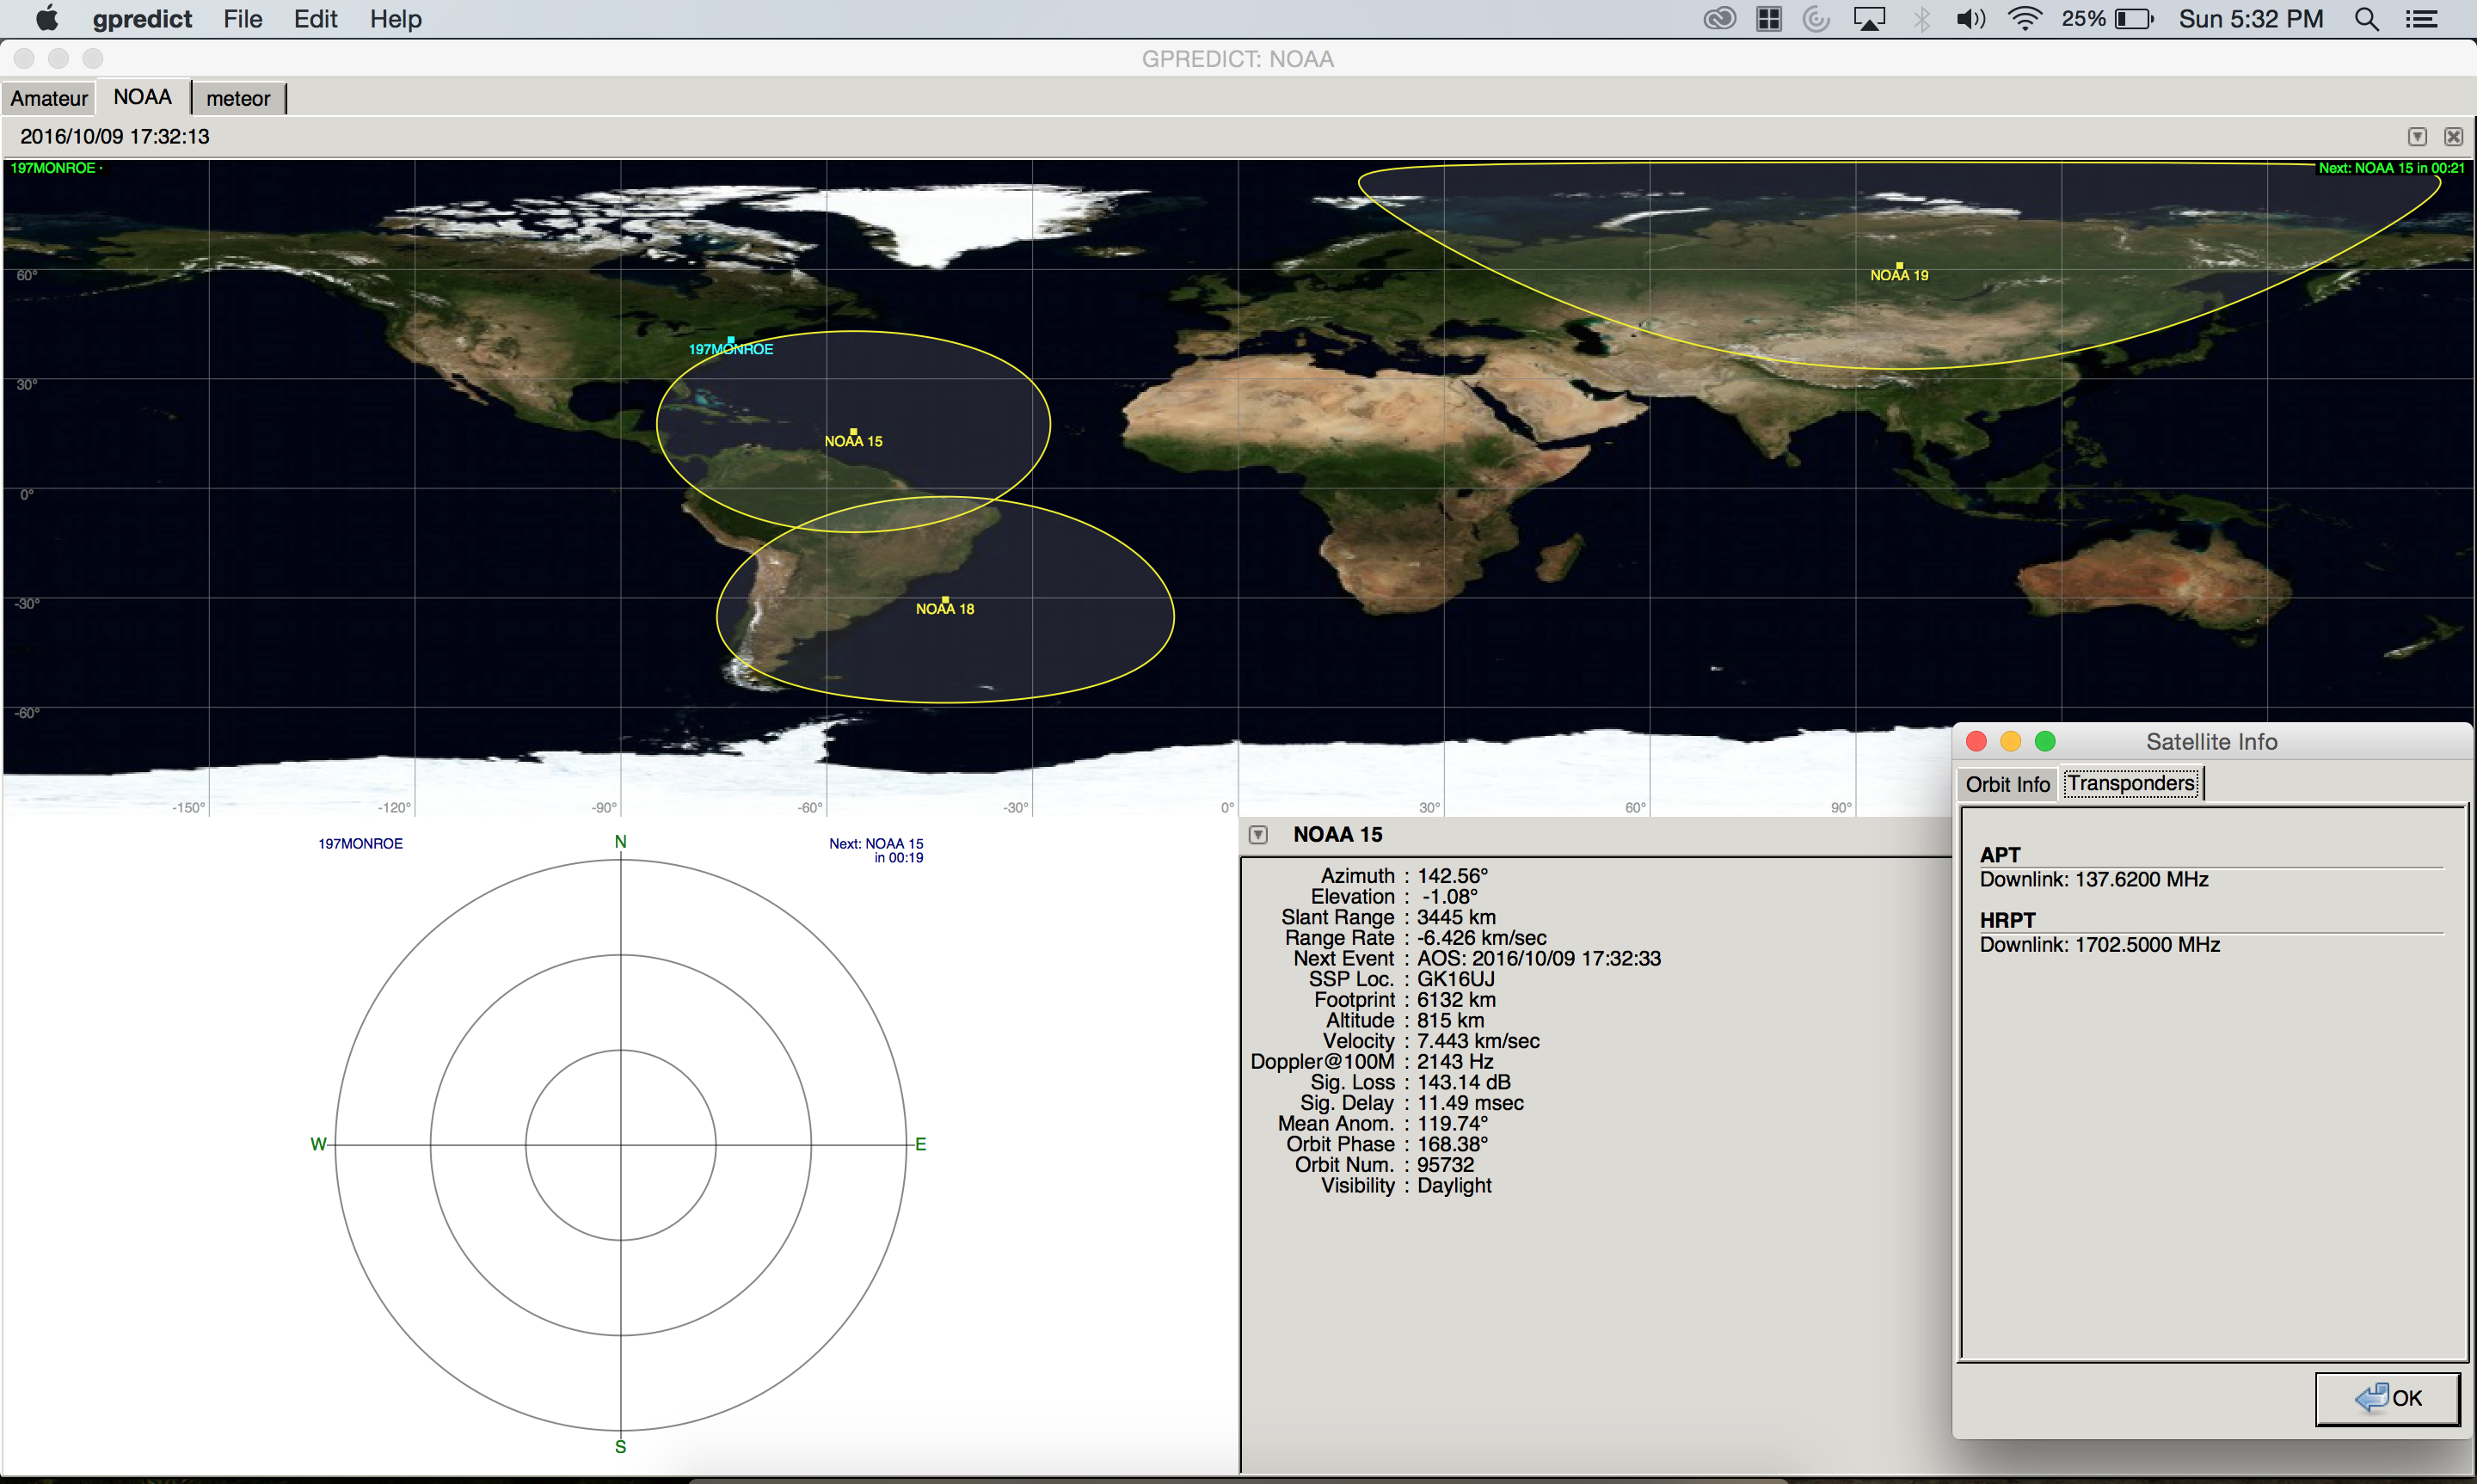 gpredict File Edit Help 25% Sun 5:32 PM
GPREDICT: NOAA
Amateur NOAA meteor
2016/10/09 17:32:13
197MONROE · Next: NOAA 15 in 00:21
60°
NOAA 19
197MONROE
30°
NOAA 15
0°
-30°
NOAA 18
-60°
-150° -120° -90° -60° -30° 0° 30° 60° 90°
197MONROE
Next: NOAA 15
in 00:19
N
W
E
S
NOAA 15
Azimuth : 142.56°
Elevation : -1.08°
Slant Range : 3445 km
Range Rate : -6.426 km/sec
Next Event : AOS: 2016/10/09 17:32:33
SSP Loc. : GK16UJ
Footprint : 6132 km
Altitude : 815 km
Velocity : 7.443 km/sec
Doppler@100M : 2143 Hz
Sig. Loss : 143.14 dB
Sig. Delay : 11.49 msec
Mean Anom. : 119.74°
Orbit Phase : 168.38°
Orbit Num. : 95732
Visibility : Daylight
Satellite Info
Orbit Info Transponders
APT
Downlink: 137.6200 MHz
HRPT
Downlink: 1702.5000 MHz
OK